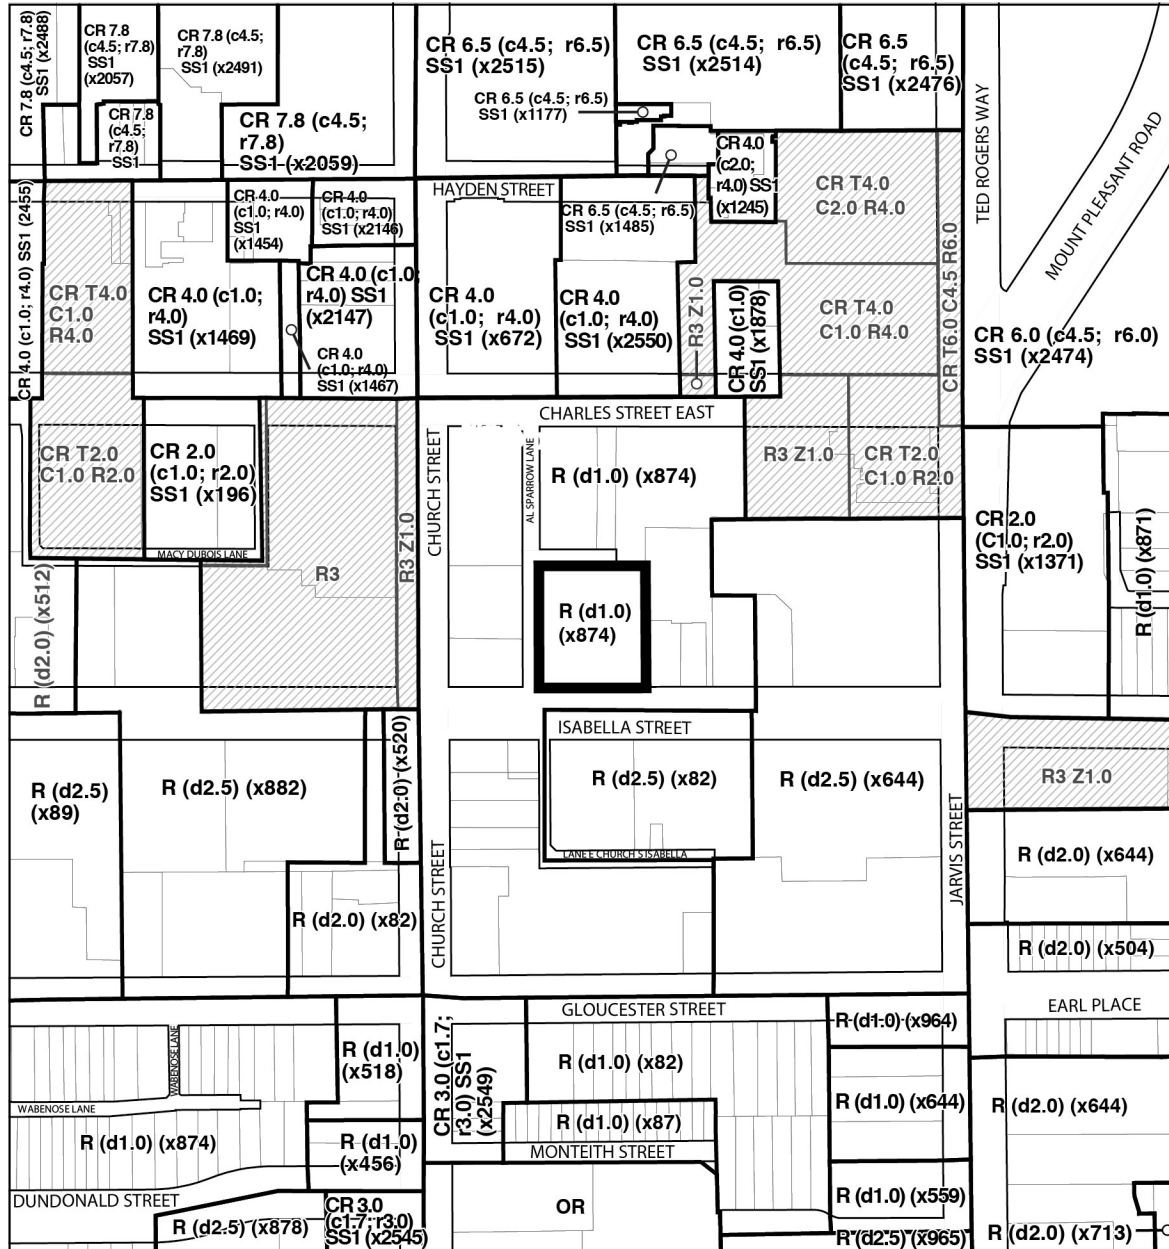 CR 7.8 (c4.5; r7.8)
SS1 (x2488)
CR 7.8
(c4.5; r7.8)
SS1
(x2057)
CR 7.8 (c4.5;
r7.8)
SS1 (x2491)
CR 7.8
(c4.5;
r7.8)
SS1
CR 7.8 (c4.5;
r7.8)
SS1 (x2059)
CR 6.5 (c4.5; r6.5)
SS1 (x2515)
CR 6.5 (c4.5; r6.5)
SS1 (x2514)
CR 6.5
(c4.5; r6.5)
SS1 (x2476)
CR 6.5 (c4.5; r6.5)
SS1 (x1177)
TED ROGERS WAY
MOUNT PLEASANT ROAD
CR 4.0
(c2.0;
r4.0) SS1
(x1245)
CR T4.0
C2.0 R4.0
CR 4.0 (c1.0; r4.0) SS1 (2455)
CR 4.0
(c1.0; r4.0)
SS1
(x1454)
CR 4.0
(c1.0; r4.0)
SS1 (x2146)
HAYDEN STREET
CR 6.5 (c4.5; r6.5)
SS1 (x1485)
CR T6.0 C4.5 R6.0
CR T4.0
C1.0
R4.0
CR 4.0 (c1.0;
r4.0)
SS1 (x1469)
CR 4.0 (c1.0;
r4.0) SS1
(x2147)
CR 4.0
(c1.0; r4.0)
SS1 (x1467)
CR 4.0
(c1.0; r4.0)
SS1 (x672)
CR 4.0
(c1.0; r4.0)
SS1 (x2550)
R3 Z1.0
CR 4.0 (c1.0)
SS1 (x1878)
CR T4.0
C1.0 R4.0
CR 6.0 (c4.5; r6.0)
SS1 (x2474)
CHARLES STREET EAST
CR T2.0
C1.0 R2.0
CR 2.0
(c1.0; r2.0)
SS1 (x196)
MACY DUBOIS LANE
CHURCH STREET
AL SPARROW LANE
R (d1.0) (x874)
R3 Z1.0
CR T2.0
C1.0 R2.0
CR 2.0
(C1.0; r2.0)
SS1 (x1371)
R (d1.0) (x871)
R (d2.0) (x512)
R3
R3 Z1.0
R (d1.0)
(x874)
ISABELLA STREET
R (d2.5)
(x89)
R (d2.5) (x882)
R (d2.0) (x520)
R (d2.5) (x82)
R (d2.5) (x644)
R3 Z1.0
LANE E CHURCH S ISABELLA
CHURCH STREET
JARVIS STREET
R (d2.0) (x644)
R (d2.0) (x82)
R (d2.0) (x504)
GLOUCESTER STREET
EARL PLACE
WABENOSE LANE
WABENOSE LANE
R (d1.0)
(x518)
CR 3.0 (c1.7;
r3.0) SS1
(x2549)
R (d1.0) (x82)
R (d1.0) (x964)
R (d1.0) (x644)
R (d2.0) (x644)
R (d1.0) (x87)
R (d1.0) (x874)
R (d1.0)
(x456)
MONTEITH STREET
DUNDONALD STREET
R (d2.5) (x878)
CR 3.0
(c1.7; r3.0)
SS1 (x2545)
OR
R (d1.0) (x559)
R (d2.5) (x965)
R (d2.0) (x713)